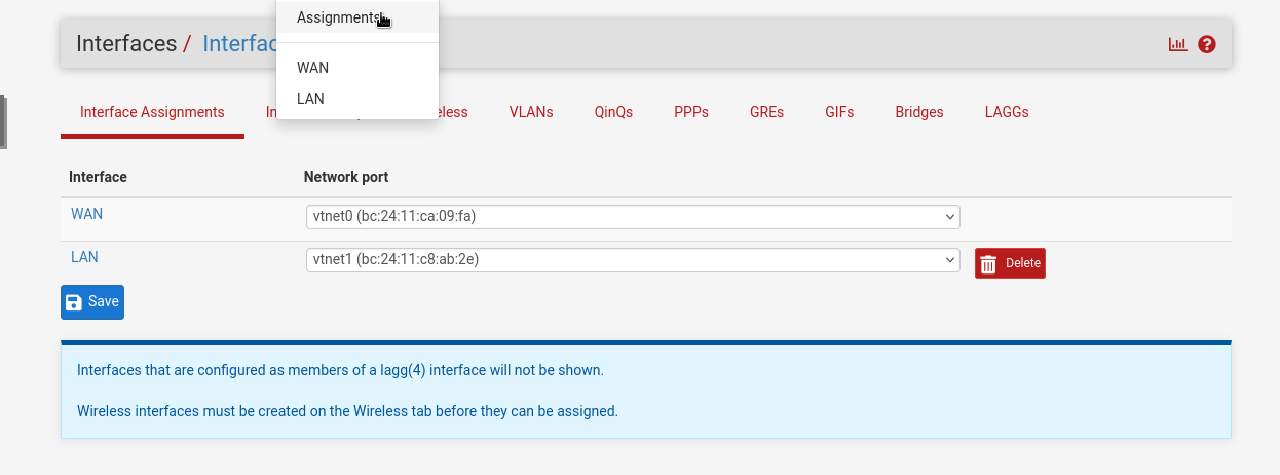 Assignments
Interfaces / Interfac
WAN
LAN
Interface Assignments In eless VLANs QinQs PPPs GREs GIFs Bridges LAGGs
Interface Network port
WAN vtnet0 (bc:24:11:ca:09:fa)
LAN vtnet1 (bc:24:11:c8:ab:2e) Delete
Save
Interfaces that are configured as members of a lagg(4) interface will not be shown.
Wireless interfaces must be created on the Wireless tab before they can be assigned.